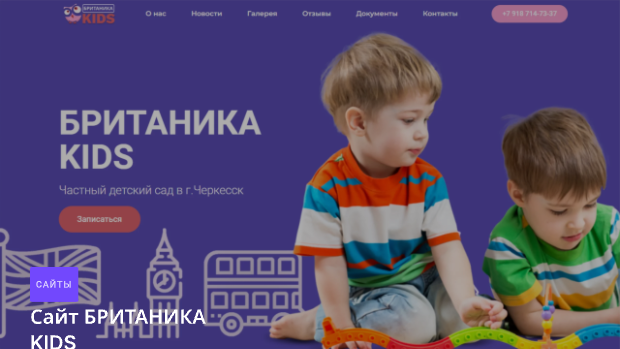 БРИТАНИКА
KIDS
О нас Новости Галерея Отзывы Документы Контакты +7 918 714-73-37
БРИТАНИКА
KIDS
Частный детский сад в г.Черкесск
Записаться
САЙТЫ
Сайт БРИТАНИКА
KIDS